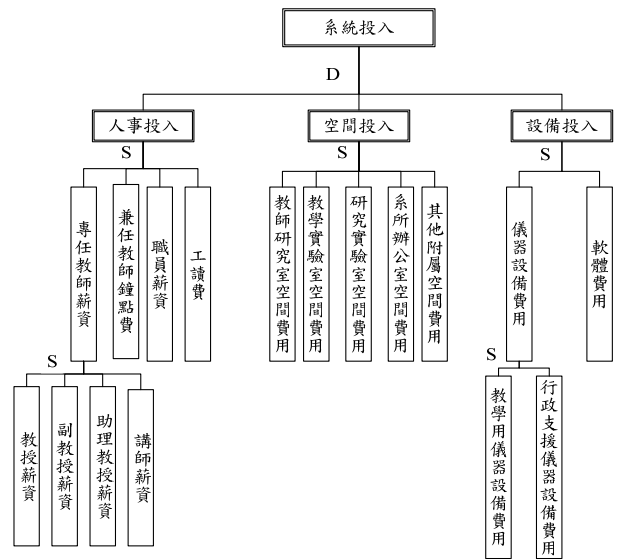 系統投入
D
人事投入
空間投入
設備投入
S
S
S
專任教師薪資
兼任教師鐘點費
職員薪資
工讀費
教師研究室空間費用
教學實驗室空間費用
研究實驗室空間費用
系所辦公室空間費用
其他附屬空間費用
儀器設備費用
軟體費用
S
S
教授薪資
副教授薪資
助理教授薪資
講師薪資
教學用儀器設備費用
行政支援儀器設備費用